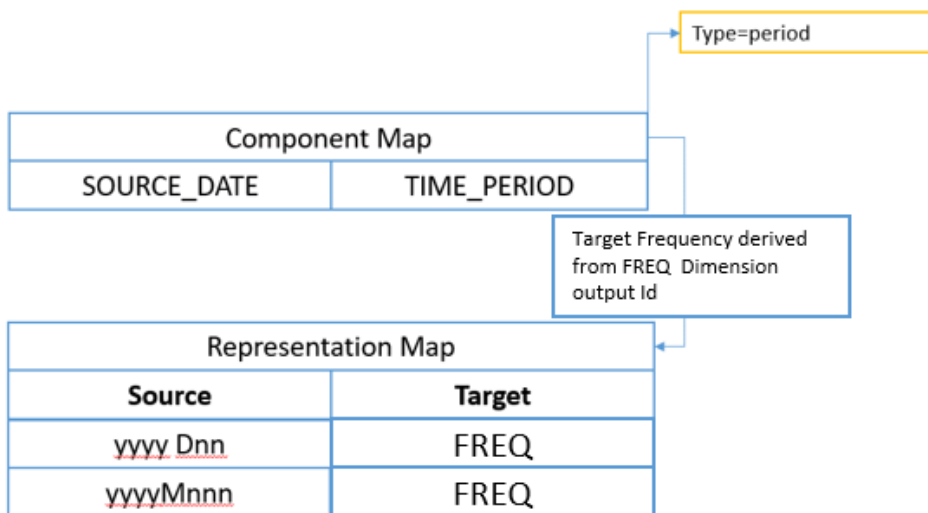 Type=period
Component Map
SOURCE_DATE TIME_PERIOD
Target Frequency derived
from FREQ Dimension
output Id
Representation Map
Source Target
yyyy Dnn FREQ
yyyyMnnn FREQ